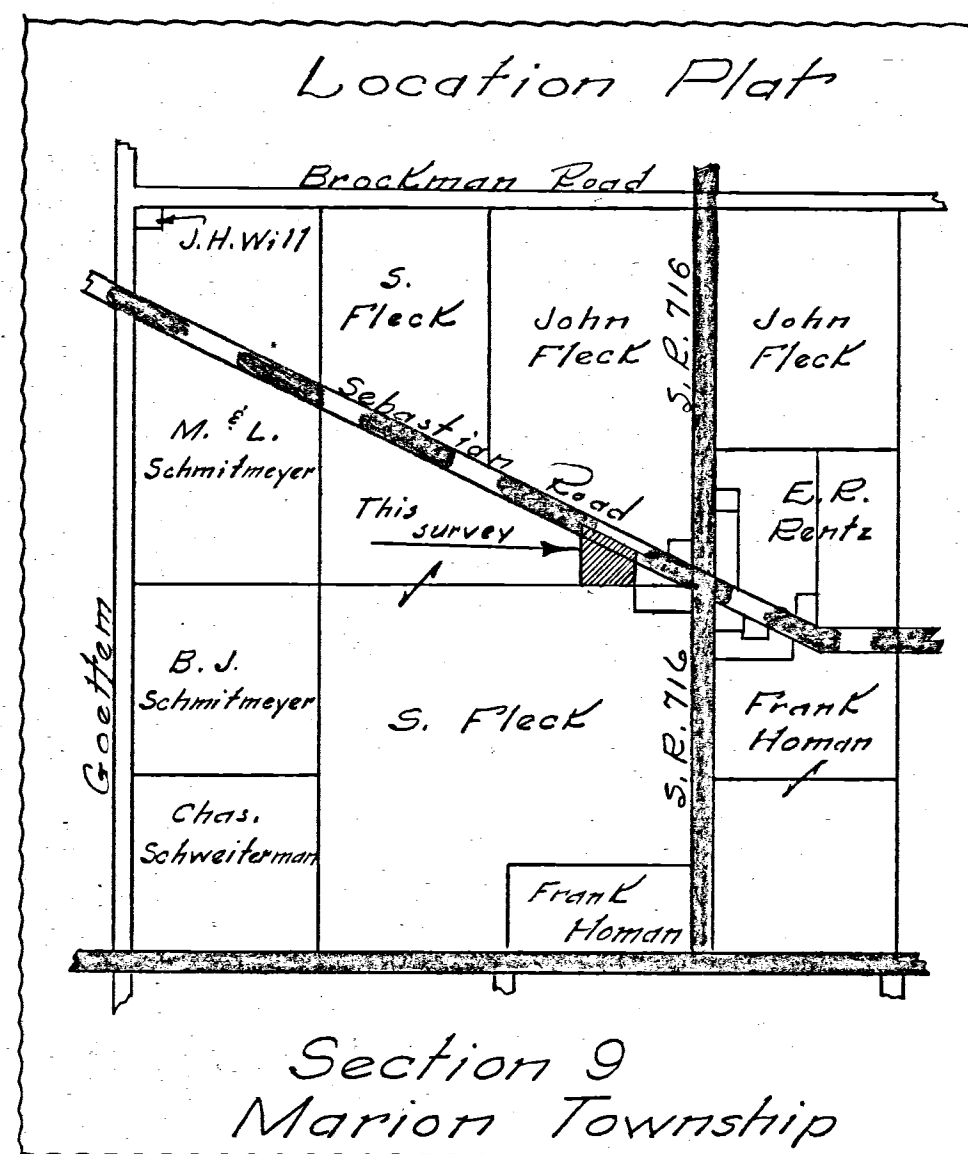 Location Plat
Brockman Road
J.H. Will
S.
Fleck
John
Fleck
S.R. 716
John
Fleck
Sebastian Road
M. & L.
Schmitmeyer
E.R.
Rentz
This
survey
Goettem
B.J.
Schmitmeyer
S. Fleck
S.R. 716
Frank
Homan
Chas.
Schweiterman
Frank
Homan
Section 9
Marion Township